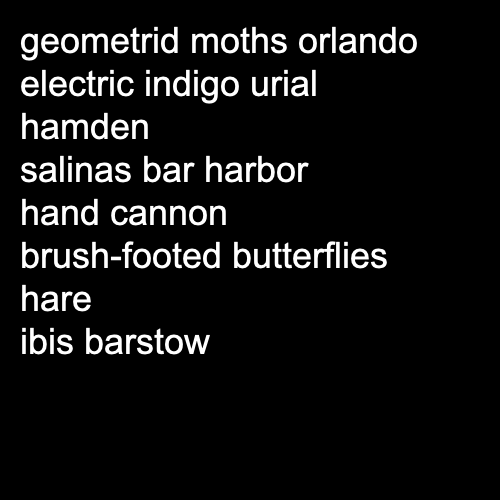 geometrid moths orlando
electric indigo urial
hamden
salinas bar harbor
hand cannon
brush-footed butterflies
hare
ibis barstow